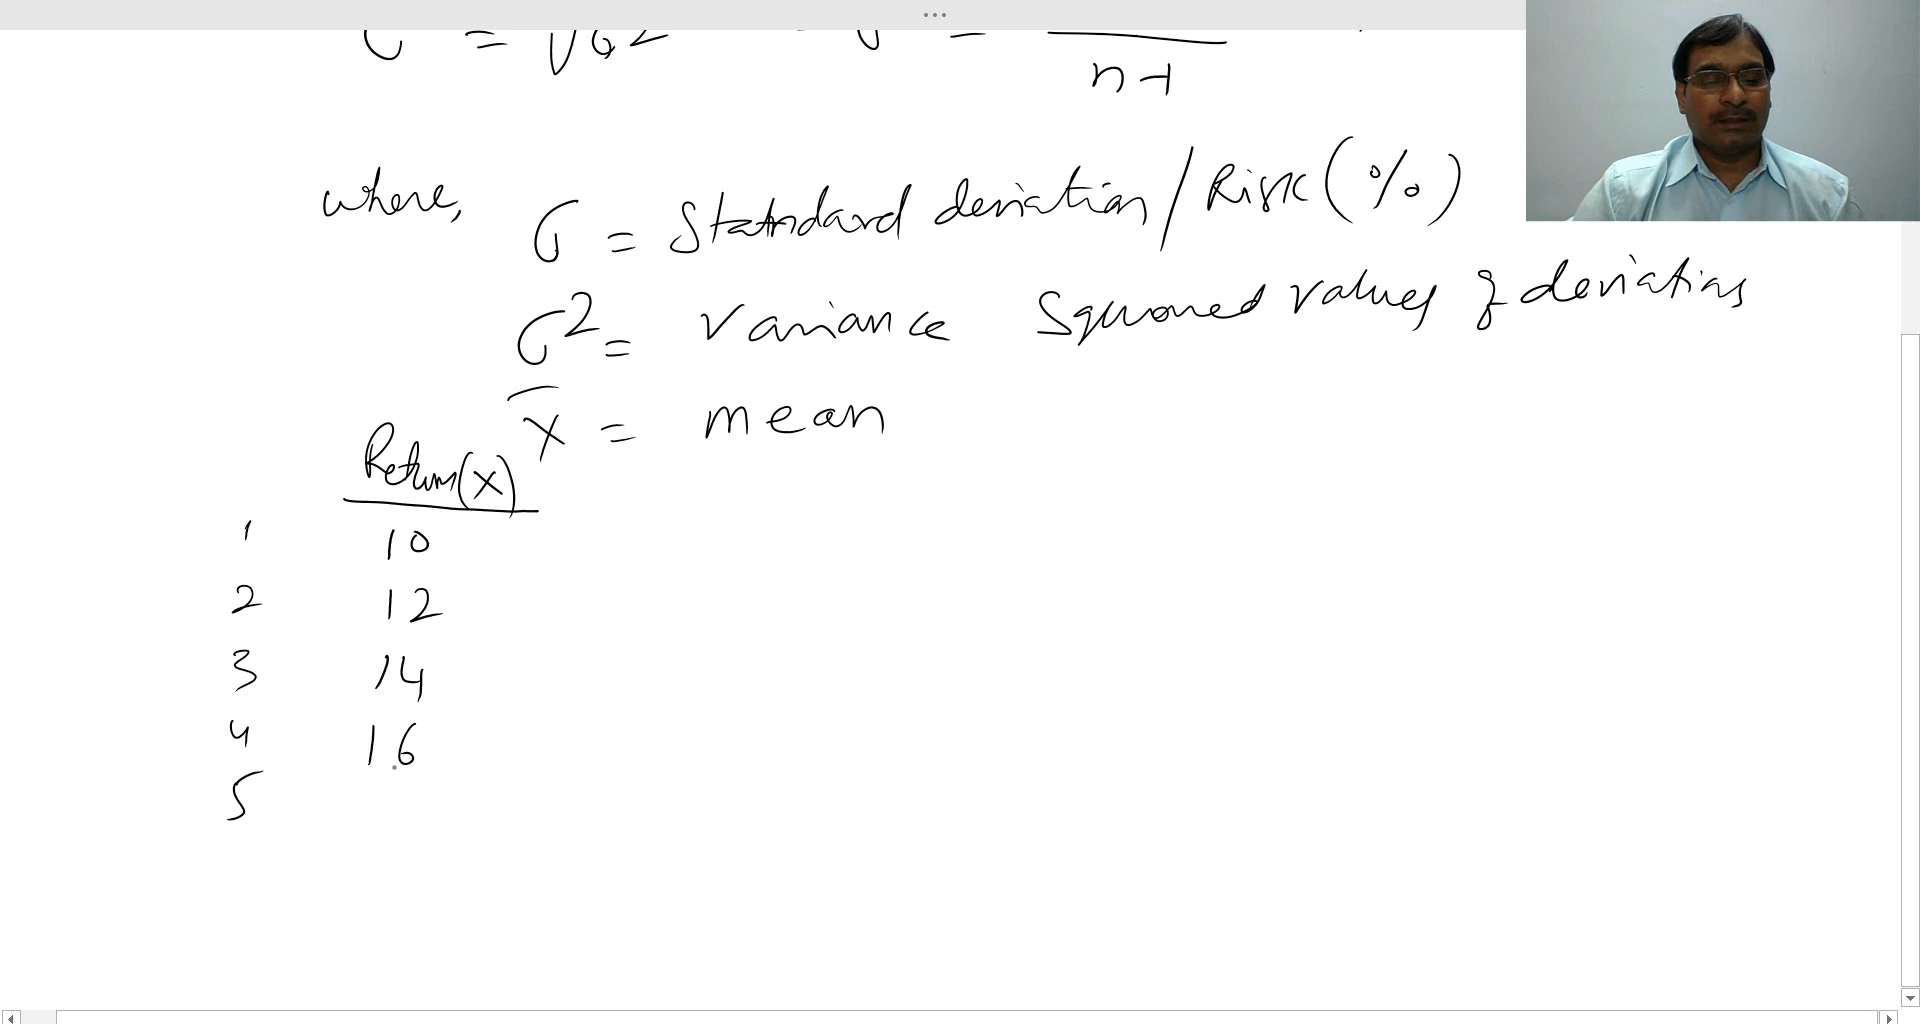 n-1
where, σ = Standard deviation / Risk (%)
σ2 = Variance Squared values of deviations
x̄ = mean
Return(x)
1 10
2 12
3 14
4 16
5